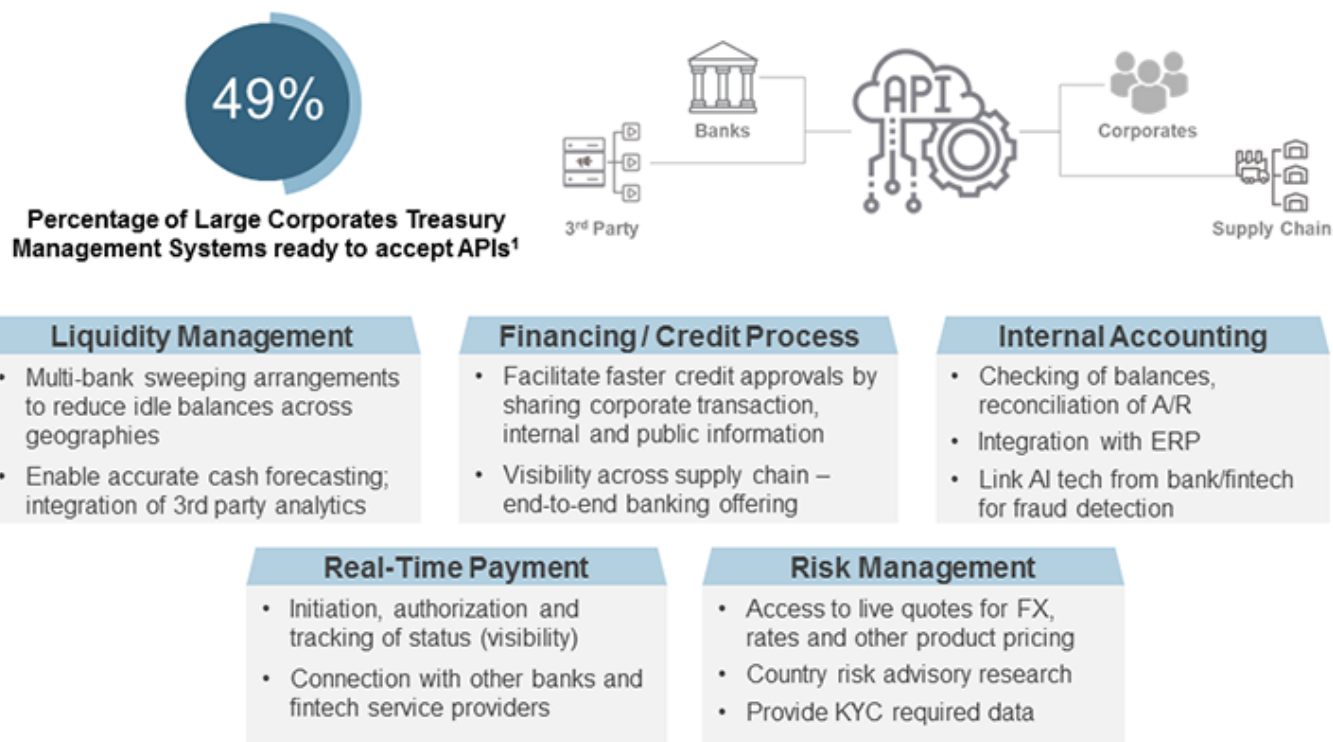 49%
Percentage of Large Corporates Treasury
Management Systems ready to accept APIs¹
API
Banks
3rd Party
Corporates
Supply Chain
Liquidity Management
• Multi-bank sweeping arrangements
to reduce idle balances across
geographies
• Enable accurate cash forecasting;
integration of 3rd party analytics
Financing / Credit Process
• Facilitate faster credit approvals by
sharing corporate transaction,
internal and public information
• Visibility across supply chain –
end-to-end banking offering
Internal Accounting
• Checking of balances,
reconciliation of A/R
• Integration with ERP
• Link AI tech from bank/fintech
for fraud detection
Real-Time Payment
• Initiation, authorization and
tracking of status (visibility)
• Connection with other banks and
fintech service providers
Risk Management
• Access to live quotes for FX,
rates and other product pricing
• Country risk advisory research
• Provide KYC required data